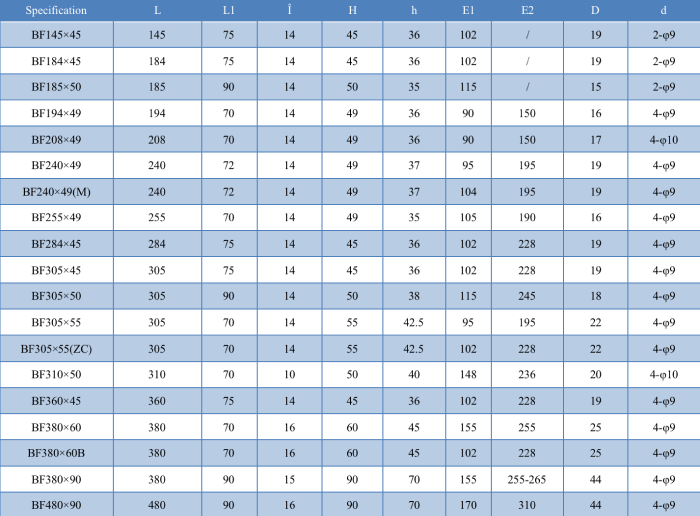 Specification L L1 Î H h E1 E2 D d
BF145×45 145 75 14 45 36 102 / 19 2-φ9
BF184×45 184 75 14 45 36 102 / 19 2-φ9
BF185×50 185 90 14 50 35 115 / 15 2-φ9
BF194×49 194 70 14 49 36 90 150 16 4-φ9
BF208×49 208 70 14 49 36 90 150 17 4-φ10
BF240×49 240 72 14 49 37 95 195 19 4-φ9
BF240×49(M) 240 72 14 49 37 104 195 19 4-φ9
BF255×49 255 70 14 49 35 105 190 16 4-φ9
BF284×45 284 75 14 45 36 102 228 19 4-φ9
BF305×45 305 75 14 45 36 102 228 19 4-φ9
BF305×50 305 90 14 50 38 115 245 18 4-φ9
BF305×55 305 70 14 55 42.5 95 195 22 4-φ9
BF305×55(ZC) 305 70 14 55 42.5 102 228 22 4-φ9
BF310×50 310 70 10 50 40 148 236 20 4-φ10
BF360×45 360 75 14 45 36 102 228 19 4-φ9
BF380×60 380 70 16 60 45 155 255 25 4-φ9
BF380×60B 380 70 16 60 45 102 228 25 4-φ9
BF380×90 380 90 15 90 70 155 255-265 44 4-φ9
BF480×90 480 90 16 90 70 170 310 44 4-φ9